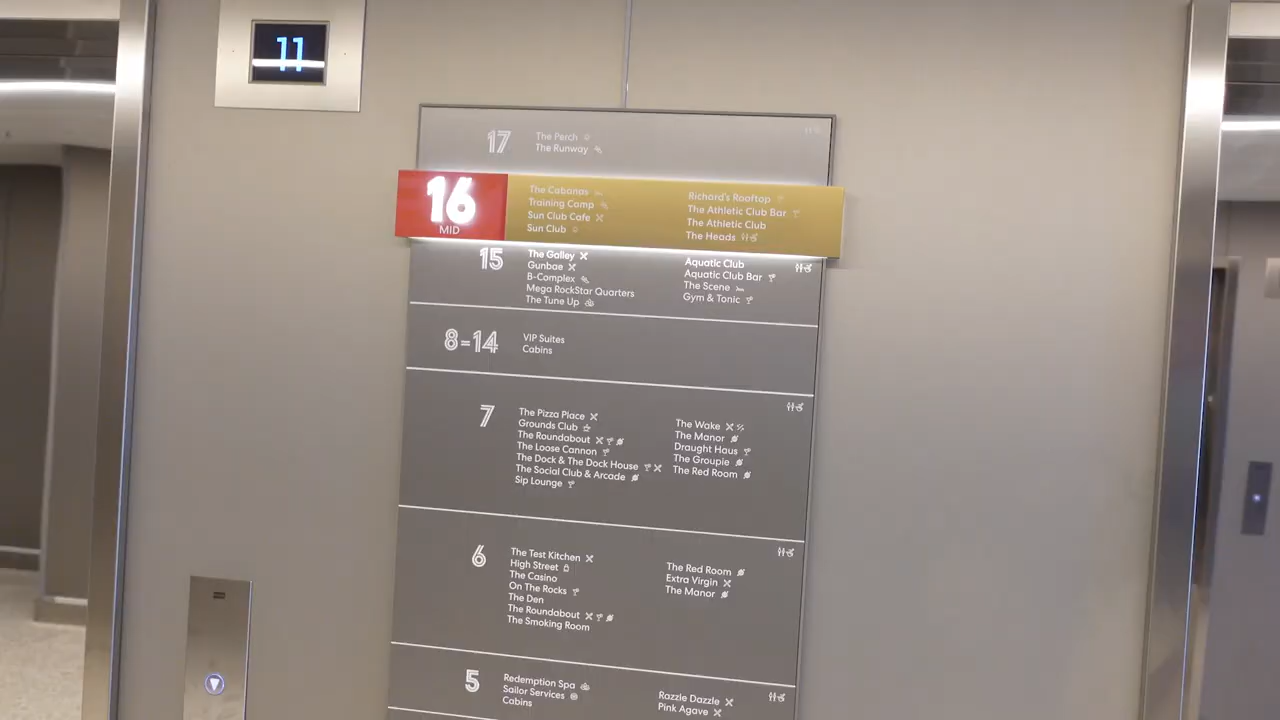 11
17
The Perch
The Runway
16
MID
The Cabanas
Training Camp
Sun Club Cafe
Sun Club
Richard's Rooftop
The Athletic Club Bar
The Athletic Club
The Heads
15
The Galley
Gunbae
B-Complex
Mega RockStar Quarters
The Tune Up
Aquatic Club
Aquatic Club Bar
The Scene
Gym & Tonic
8-14
VIP Suites
Cabins
7
The Pizza Place
Grounds Club
The Roundabout
The Loose Cannon
The Dock & The Dock House
The Social Club & Arcade
Sip Lounge
The Wake
The Manor
Draught Haus
The Groupie
The Red Room
6
The Test Kitchen
High Street
The Casino
On The Rocks
The Den
The Roundabout
The Smoking Room
The Red Room
Extra Virgin
The Manor
5
Redemption Spa
Sailor Services
Cabins
Razzle Dazzle
Pink Agave